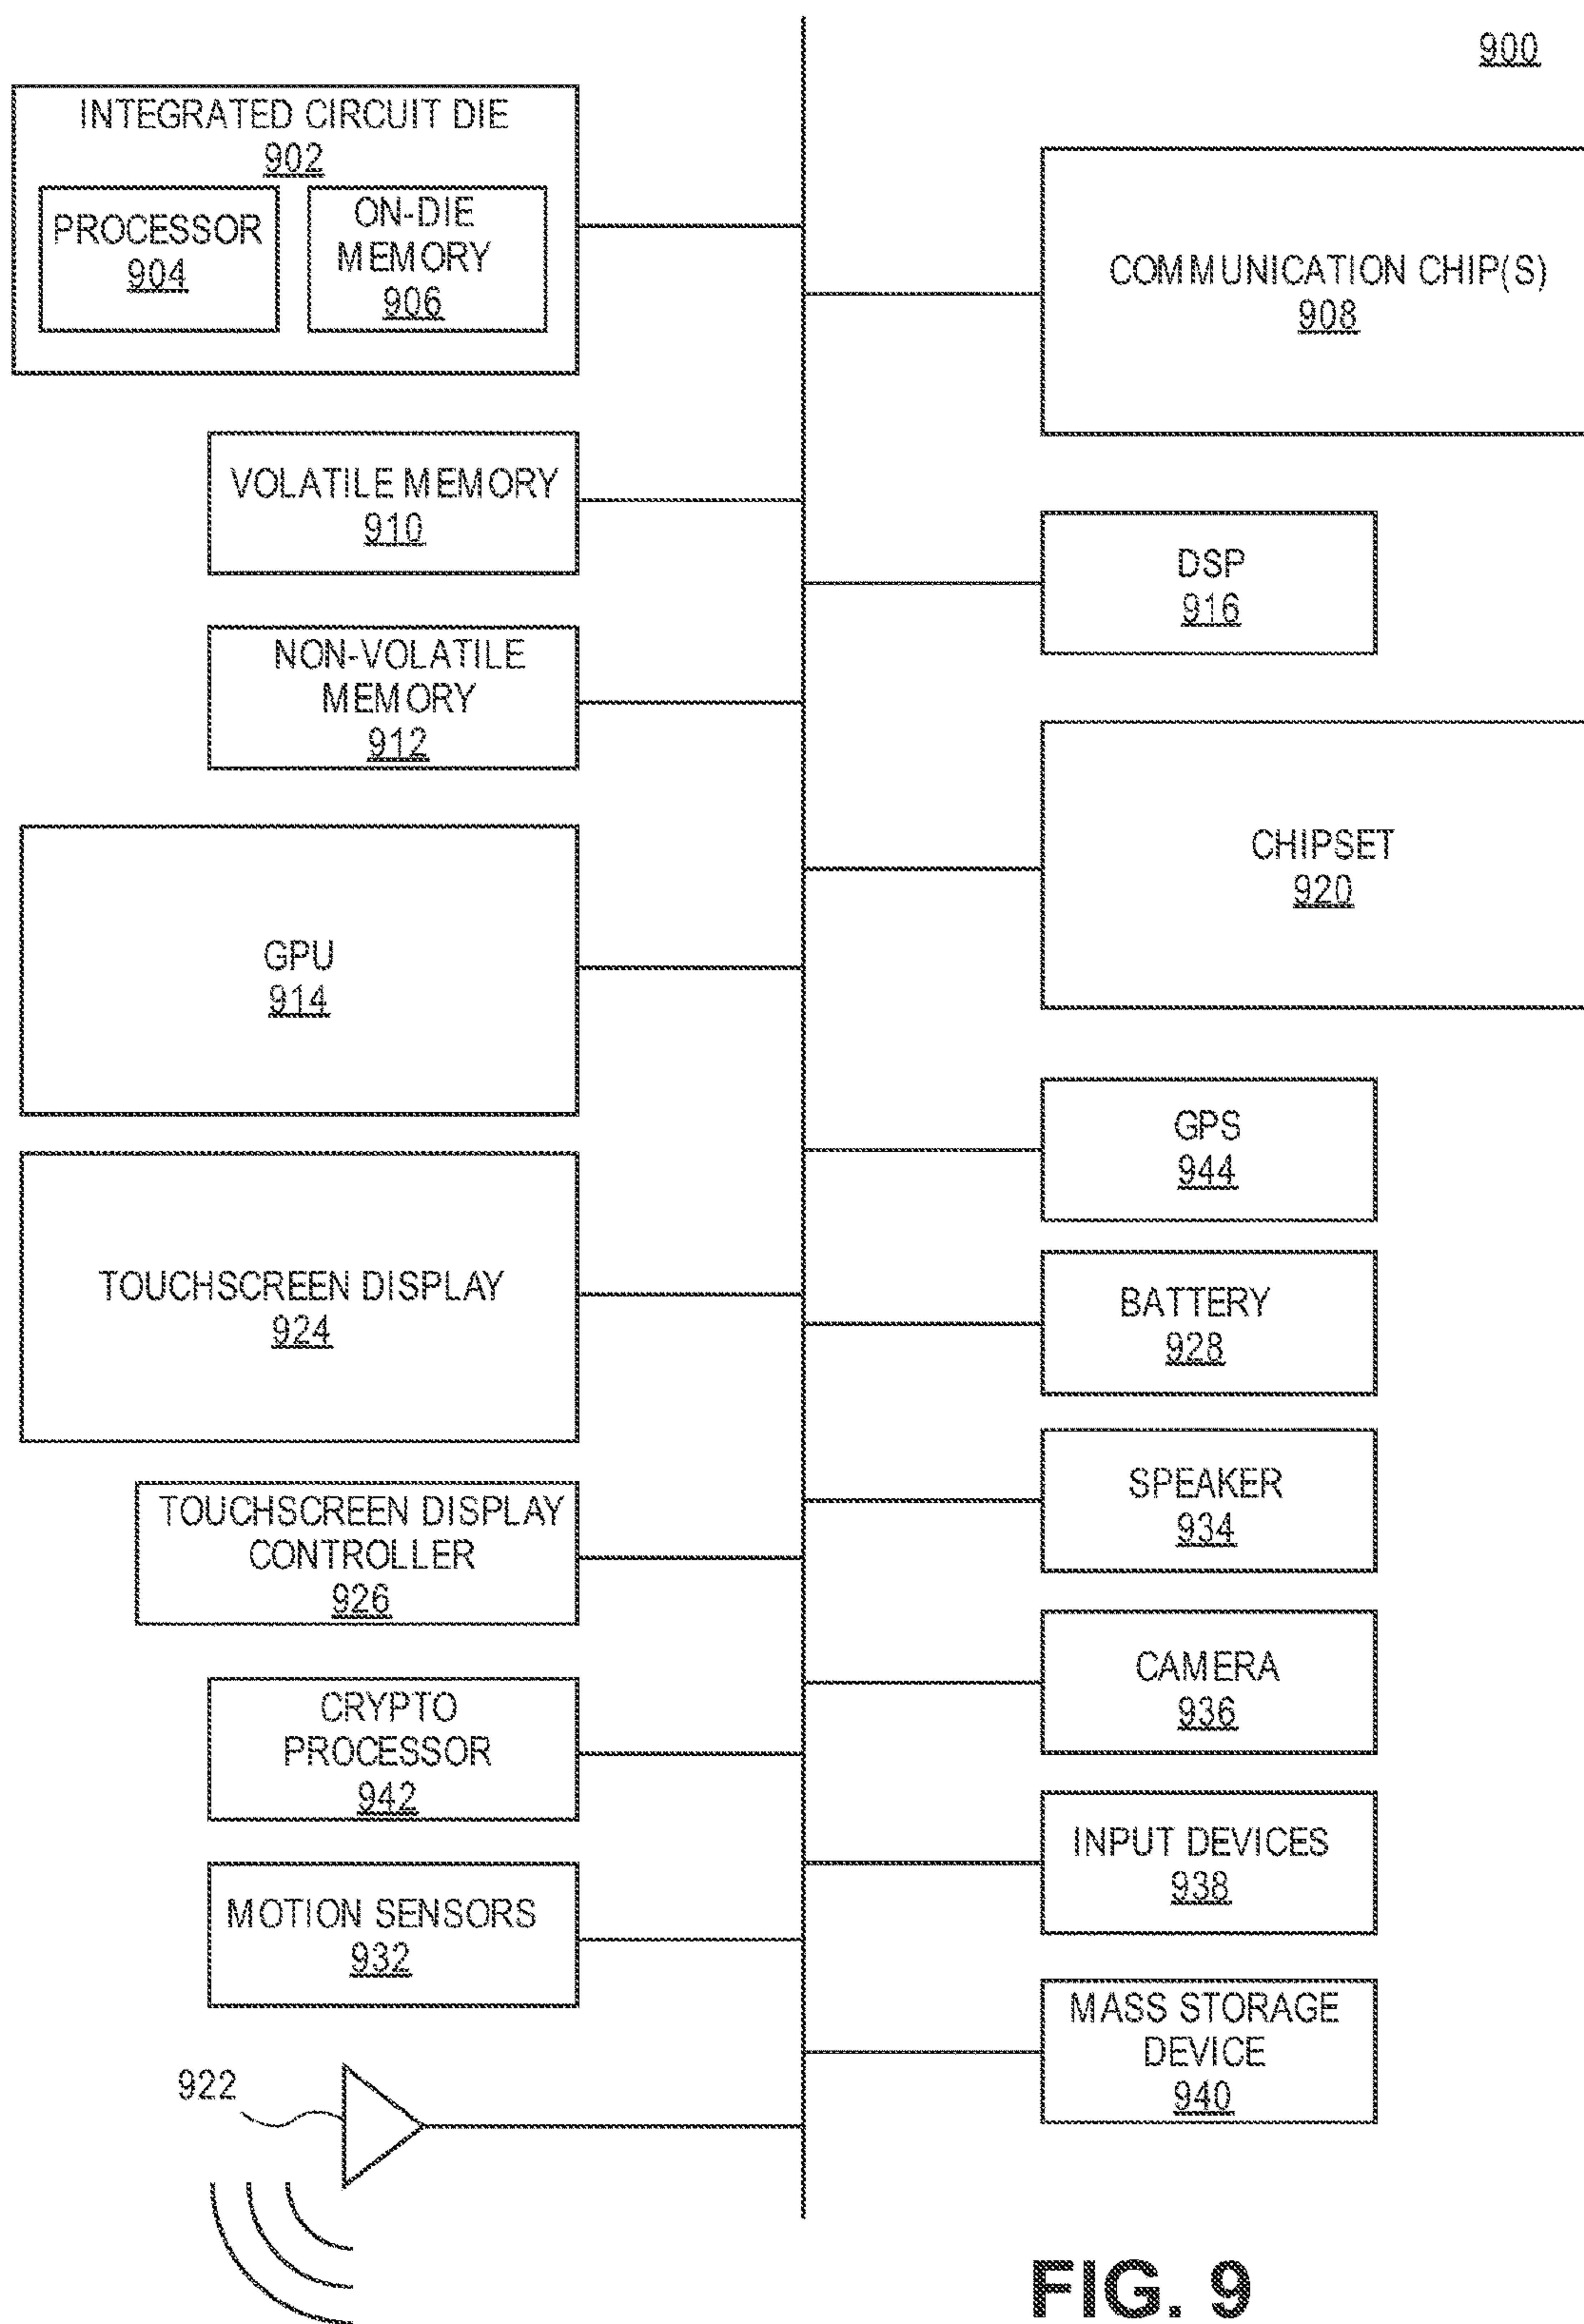 900
INTEGRATED CIRCUIT DIE
902
PROCESSOR
904
ON-DIE
MEMORY
906
COMMUNICATION CHIP(S)
908
VOLATILE MEMORY
910
DSP
916
NON-VOLATILE
MEMORY
912
CHIPSET
920
GPU
914
GPS
944
TOUCHSCREEN DISPLAY
924
BATTERY
928
SPEAKER
934
TOUCHSCREEN DISPLAY
CONTROLLER
926
CAMERA
936
CRYPTO
PROCESSOR
942
INPUT DEVICES
938
MOTION SENSORS
932
MASS STORAGE
DEVICE
940
922
FIG. 9